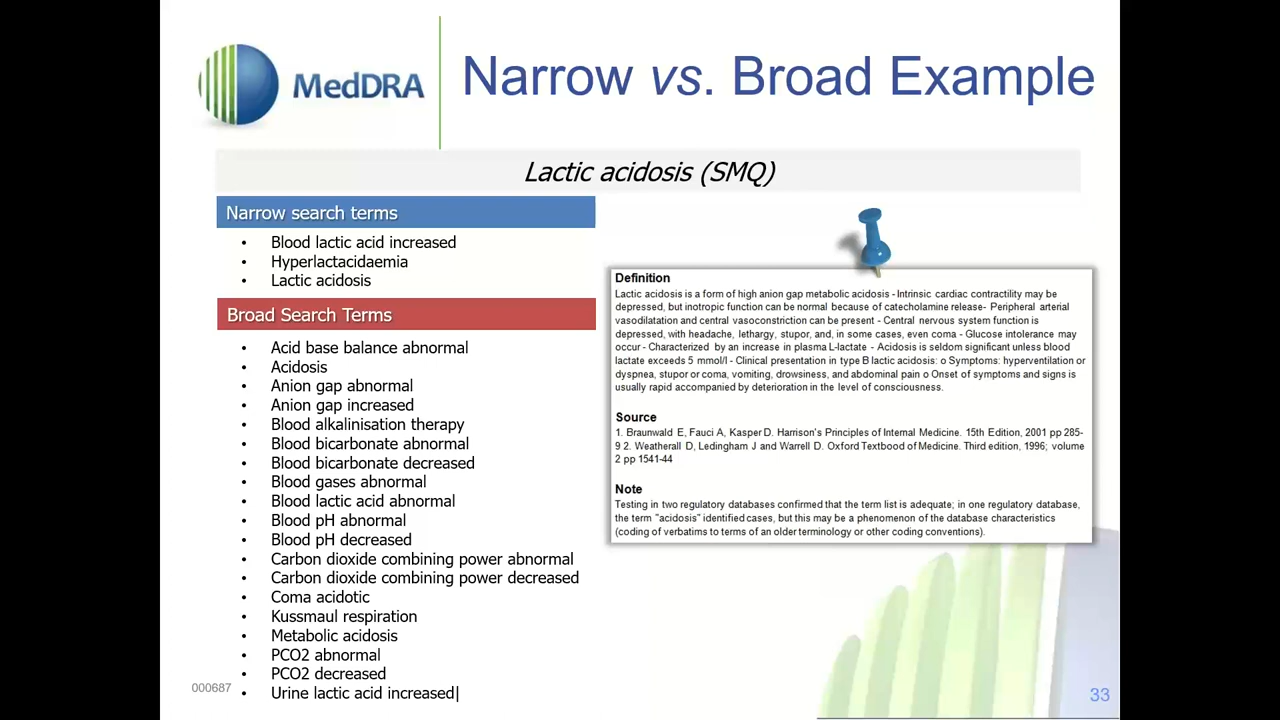 MedDRA
Narrow vs. Broad Example
Lactic acidosis (SMQ)
Narrow search terms
• Blood lactic acid increased
• Hyperlactacidaemia
• Lactic acidosis
Broad Search Terms
• Acid base balance abnormal
• Acidosis
• Anion gap abnormal
• Anion gap increased
• Blood alkalinisation therapy
• Blood bicarbonate abnormal
• Blood bicarbonate decreased
• Blood gases abnormal
• Blood lactic acid abnormal
• Blood pH abnormal
• Blood pH decreased
• Carbon dioxide combining power abnormal
• Carbon dioxide combining power decreased
• Coma acidotic
• Kussmaul respiration
• Metabolic acidosis
• PCO2 abnormal
• PCO2 decreased
• Urine lactic acid increased|
Definition
Lactic acidosis is a form of high anion gap metabolic acidosis - Intrinsic cardiac contractility may be
depressed, but inotropic function can be normal because of catecholamine release- Peripheral arterial
vasodilatation and central vasoconstriction can be present - Central nervous system function is
depressed, with headache, lethargy, stupor, and, in some cases, even coma - Glucose intolerance may
occur - Characterized by an increase in plasma L-lactate - Acidosis is seldom significant unless blood
lactate exceeds 5 mmol/l - Clinical presentation in type B lactic acidosis: o Symptoms: hyperventilation or
dyspnea, stupor or coma, vomiting, drowsiness, and abdominal pain o Onset of symptoms and signs is
usually rapid accompanied by deterioration in the level of consciousness.
Source
1. Braunwald E, Fauci A, Kasper D. Harrison's Principles of Internal Medicine. 15th Edition, 2001 pp 285-
9 2. Weatherall D, Ledingham J and Warrell D. Oxford Textbood of Medicine. Third edition, 1996; volume
2 pp 1541-44
Note
Testing in two regulatory databases confirmed that the term list is adequate; in one regulatory database,
the term "acidosis" identified cases, but this may be a phenomenon of the database characteristics
(coding of verbatims to terms of an older terminology or other coding conventions).
000687
33